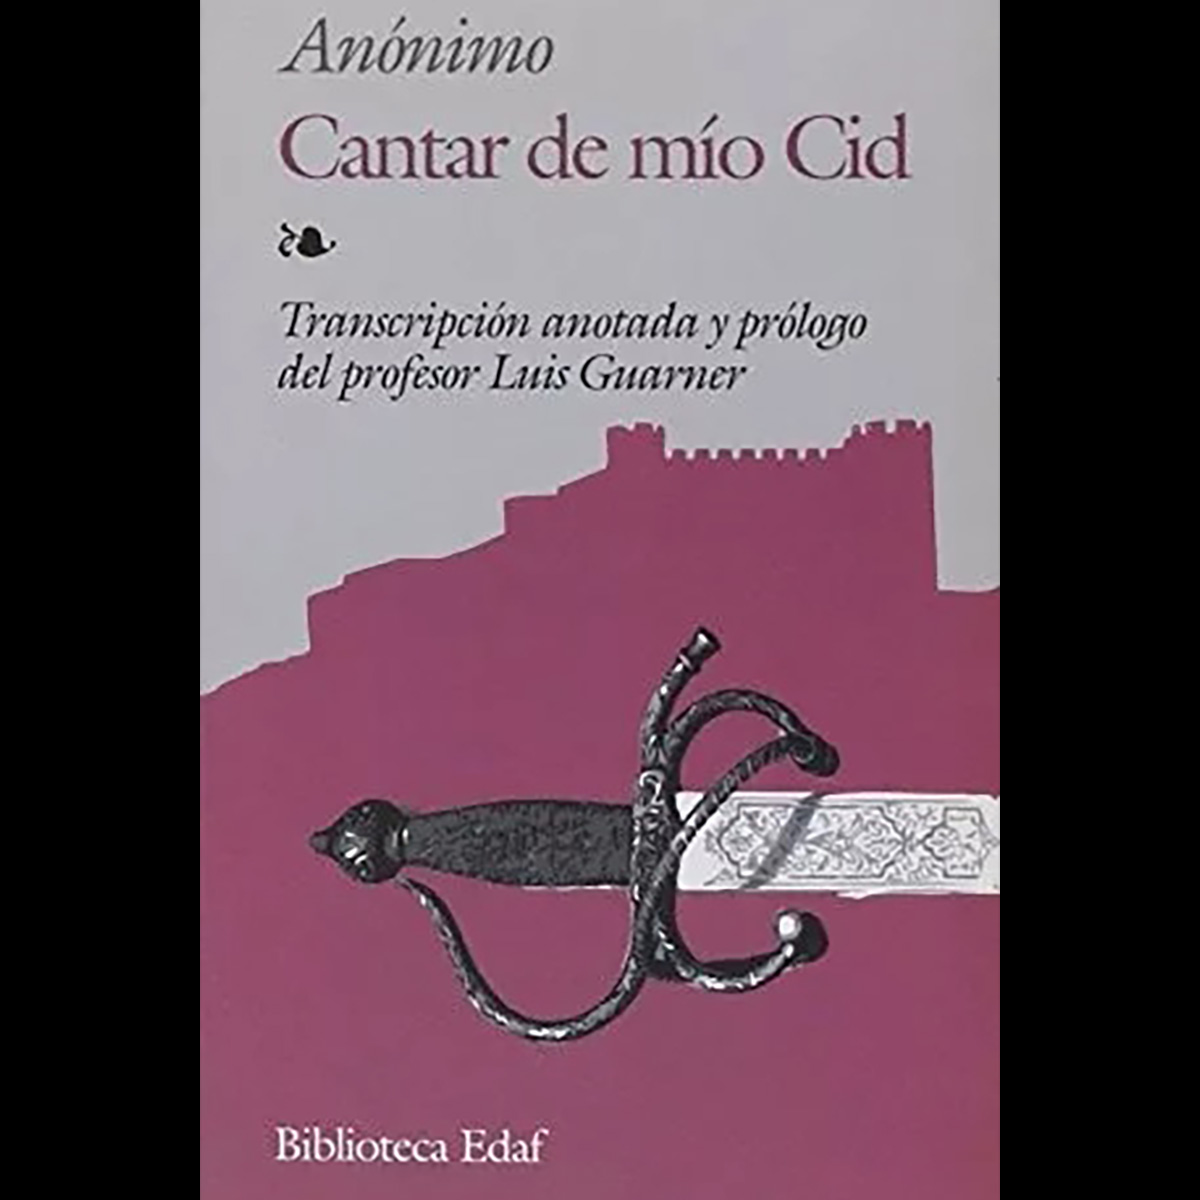 Anónimo
Cantar de mío Cid
Transcripción anotada y prólogo
del profesor Luis Guarner
Biblioteca Edaf